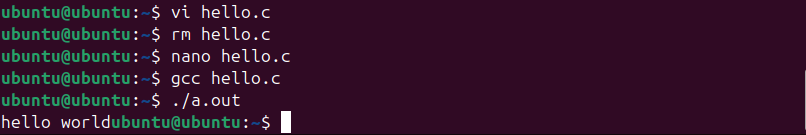 ubuntu@ubuntu:~$ vi hello.c
ubuntu@ubuntu:~$ rm hello.c
ubuntu@ubuntu:~$ nano hello.c
ubuntu@ubuntu:~$ gcc hello.c
ubuntu@ubuntu:~$ ./a.out
hello worldubuntu@ubuntu:~$